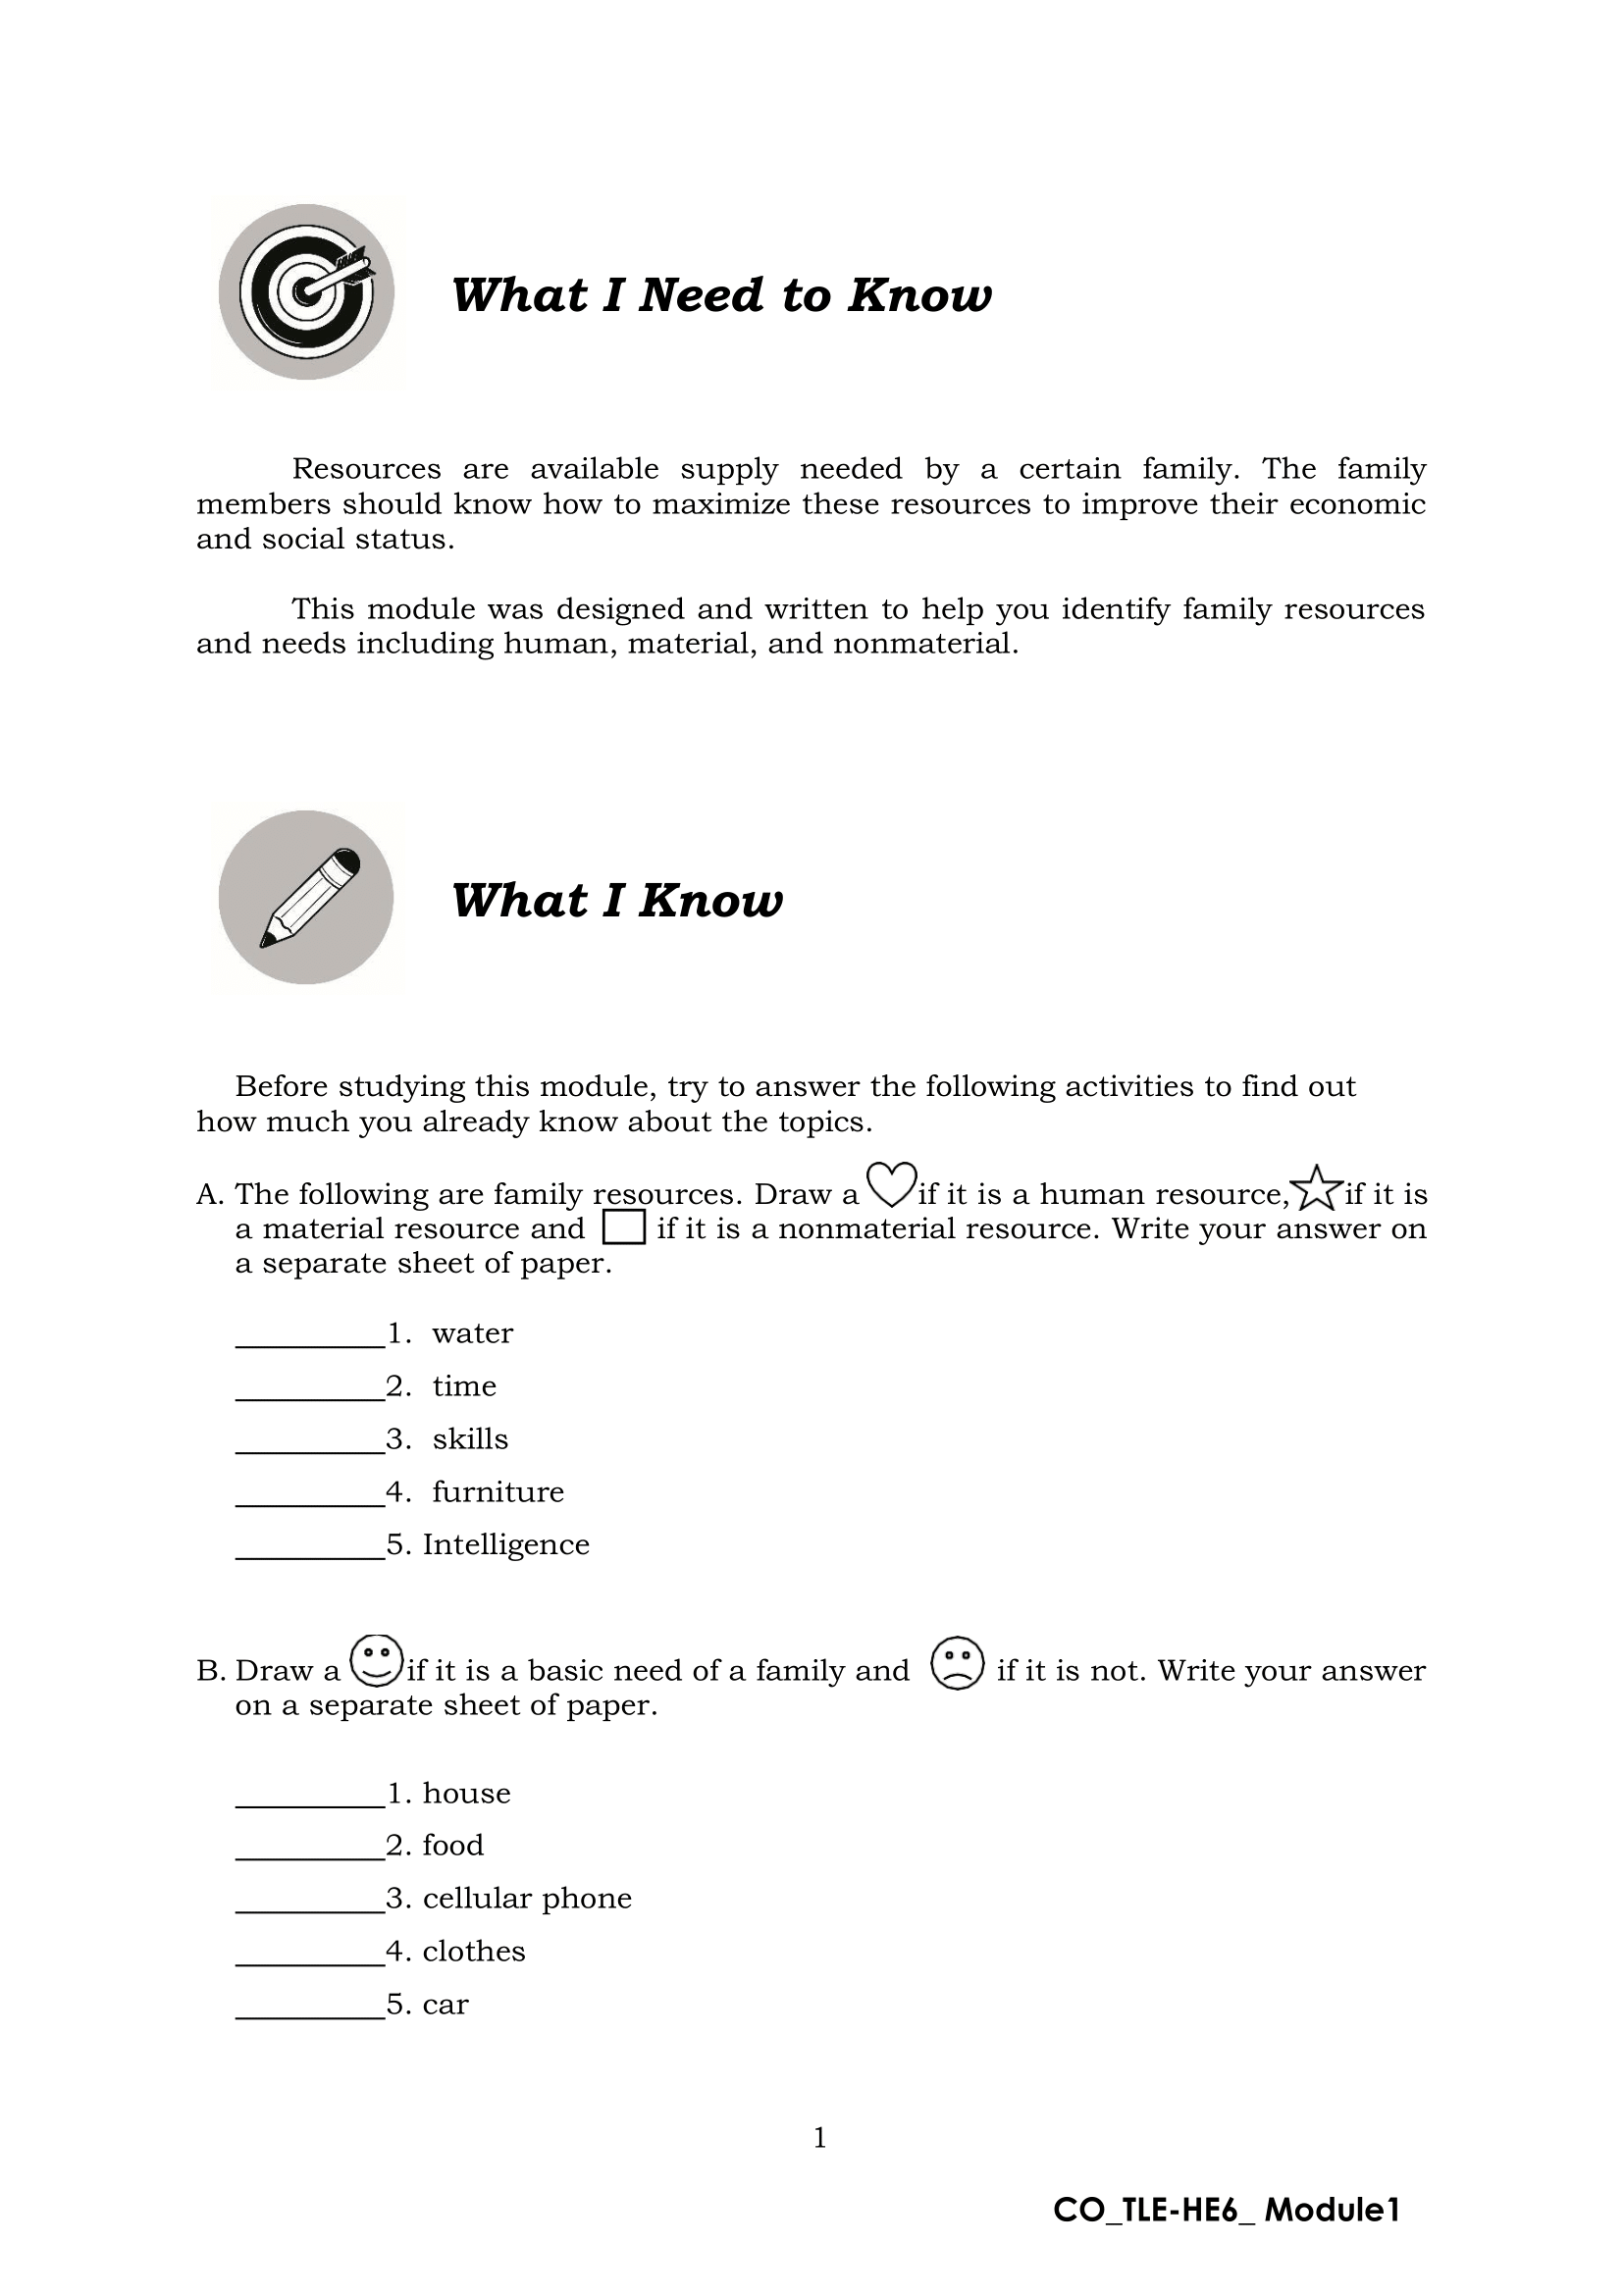 What I Need to Know
Resources are available supply needed by a certain family. The family
members should know how to maximize these resources to improve their economic
and social status.
This module was designed and written to help you identify family resources
and needs including human, material, and nonmaterial.
What I Know
Before studying this module, try to answer the following activities to find out
how much you already know about the topics.
A. The following are family resources. Draw a if it is a human resource, if it is
a material resource and if it is a nonmaterial resource. Write your answer on
a separate sheet of paper.
__________1. water
__________2. time
__________3. skills
__________4. furniture
__________5. Intelligence
B. Draw a if it is a basic need of a family and if it is not. Write your answer
on a separate sheet of paper.
__________1. house
__________2. food
__________3. cellular phone
__________4. clothes
__________5. car
1
CO_TLE-HE6_ Module1